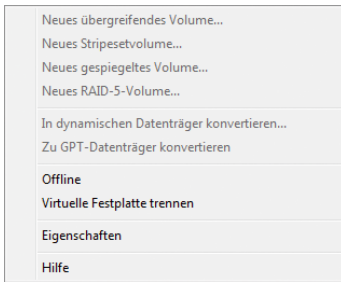 Neues übergreifendes Volume...
Neues Stripesetvolume...
Neues gespiegeltes Volume...
Neues RAID-5-Volume...
In dynamischen Datenträger konvertieren...
Zu GPT-Datenträger konvertieren
Offline
Virtuelle Festplatte trennen
Eigenschaften
Hilfe